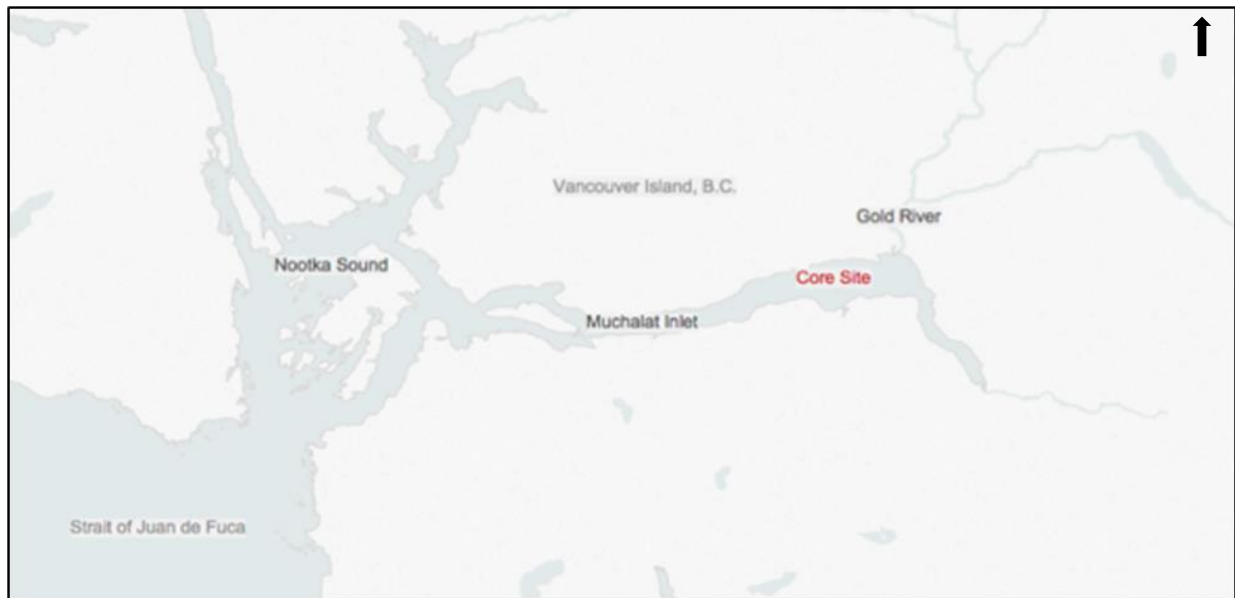 Vancouver Island, B.C.
Gold River
Nootka Sound
Core Site
Muchalat Inlet
Strait of Juan de Fuca